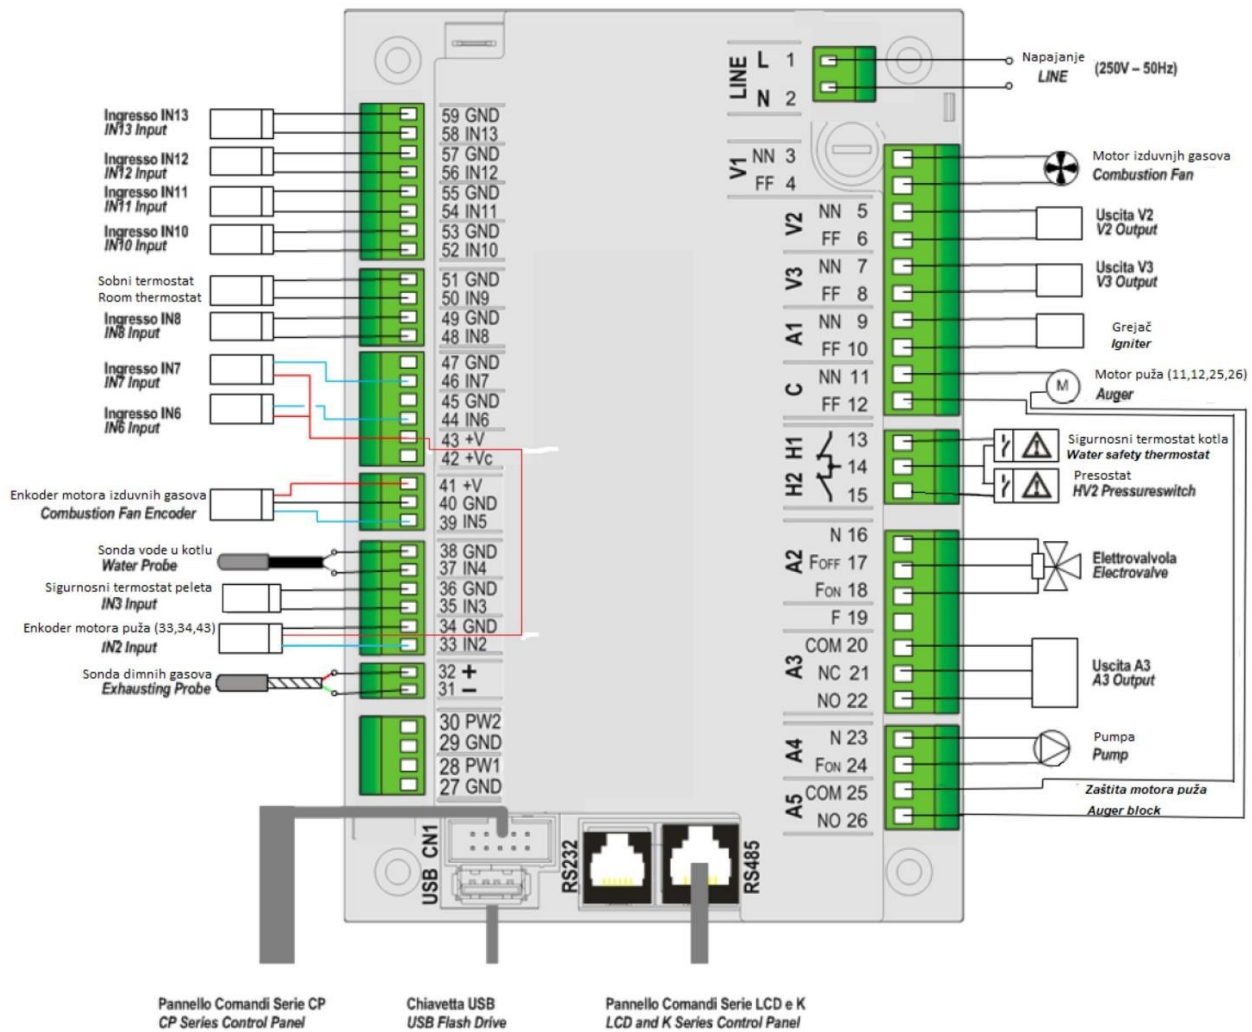 LINE
L 1
N 2
Napajanje
LINE
(250V – 50Hz)
Ingresso IN13
IN13 Input
59 GND
58 IN13
Ingresso IN12
IN12 Input
57 GND
56 IN12
Ingresso IN11
IN11 Input
55 GND
54 IN11
Ingresso IN10
IN10 Input
53 GND
52 IN10
Sobni termostat
Room thermostat
51 GND
50 IN9
Ingresso IN8
IN8 Input
49 GND
48 IN8
Ingresso IN7
IN7 Input
47 GND
46 IN7
Ingresso IN6
IN6 Input
45 GND
44 IN6
43 +V
42 +Vc
Enkoder motora izduvnih gasova
Combustion Fan Encoder
41 +V
40 GND
39 IN5
Sonda vode u kotlu
Water Probe
38 GND
37 IN4
Sigurnosni termostat peleta
IN3 Input
36 GND
35 IN3
Enkoder motora puža (33,34,43)
IN2 Input
34 GND
33 IN2
Sonda dimnih gasova
Exhausting Probe
32 +
31 −
30 PW2
29 GND
28 PW1
27 GND
V1
NN 3
FF 4
Motor izduvnjh gasova
Combustion Fan
V2
NN 5
FF 6
Uscita V2
V2 Output
V3
NN 7
FF 8
Uscita V3
V3 Output
A1
NN 9
FF 10
Grejač
Igniter
C
NN 11
FF 12
M
Motor puža (11,12,25,26)
Auger
H2 H1
13
14
15
Sigurnosni termostat kotla
Water safety thermostat
Presostat
HV2 Pressureswitch
A2
N 16
FOFF 17
FON 18
Elettrovalvola
Electrovalve
F 19
A3
COM 20
NC 21
NO 22
Uscita A3
A3 Output
A4
N 23
FON 24
Pumpa
Pump
A5
COM 25
NO 26
Zaštita motora puža
Auger block
USB CN1
RS232
RS485
Pannello Comandi Serie CP
CP Series Control Panel
Chiavetta USB
USB Flash Drive
Pannello Comandi Serie LCD e K
LCD and K Series Control Panel